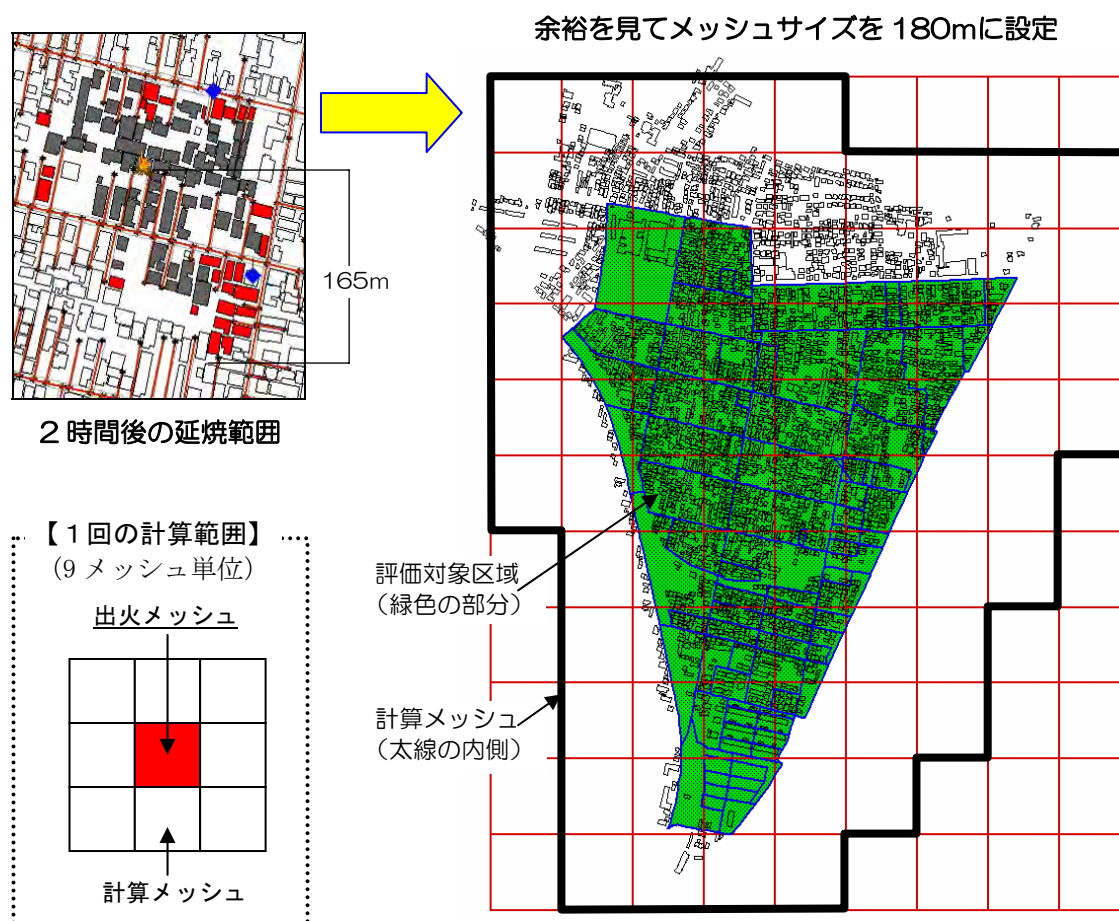 余裕を見てメッシュサイズを180mに設定
165m
2時間後の延焼範囲
【1回の計算範囲】
(9メッシュ単位)
出火メッシュ
計算メッシュ
評価対象区域
(緑色の部分)
計算メッシュ
(太線の内側)